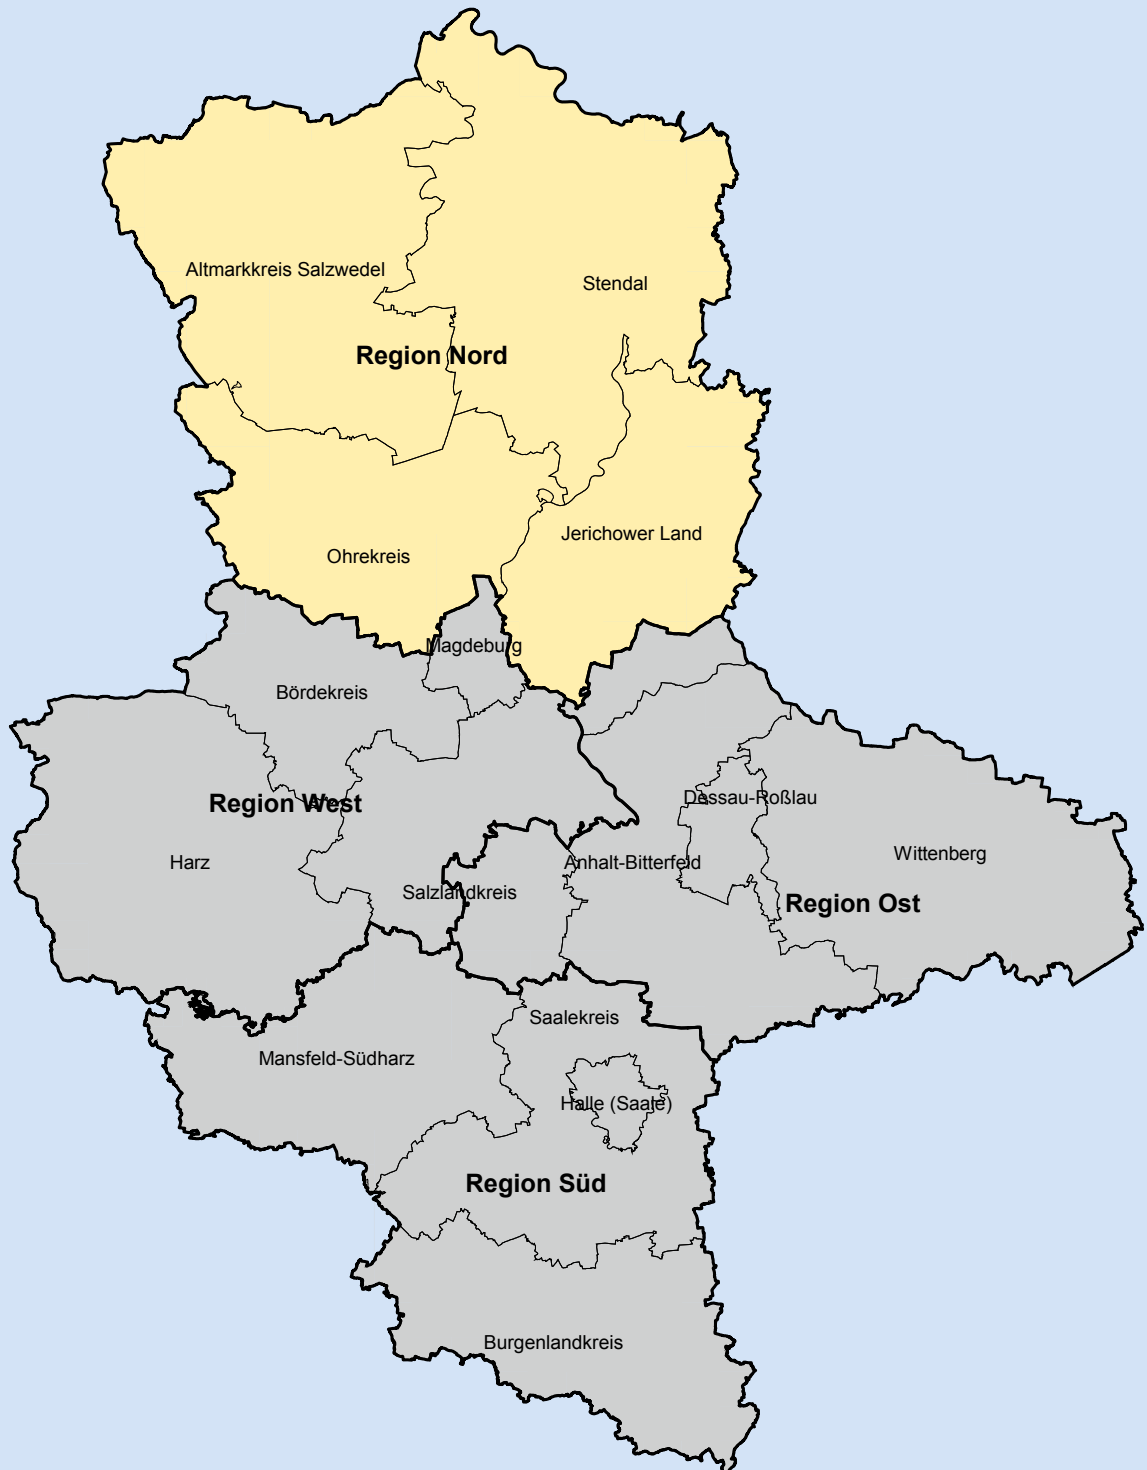 Altmarkkreis Salzwedel
Stendal
Region Nord
Jerichower Land
Ohrekreis
Magdeburg
Bördekreis
Dessau-Roßlau
Region West
Wittenberg
Harz
Anhalt-Bitterfeld
Salzlandkreis
Region Ost
Saalekreis
Mansfeld-Südharz
Halle (Saale)
Region Süd
Burgenlandkreis